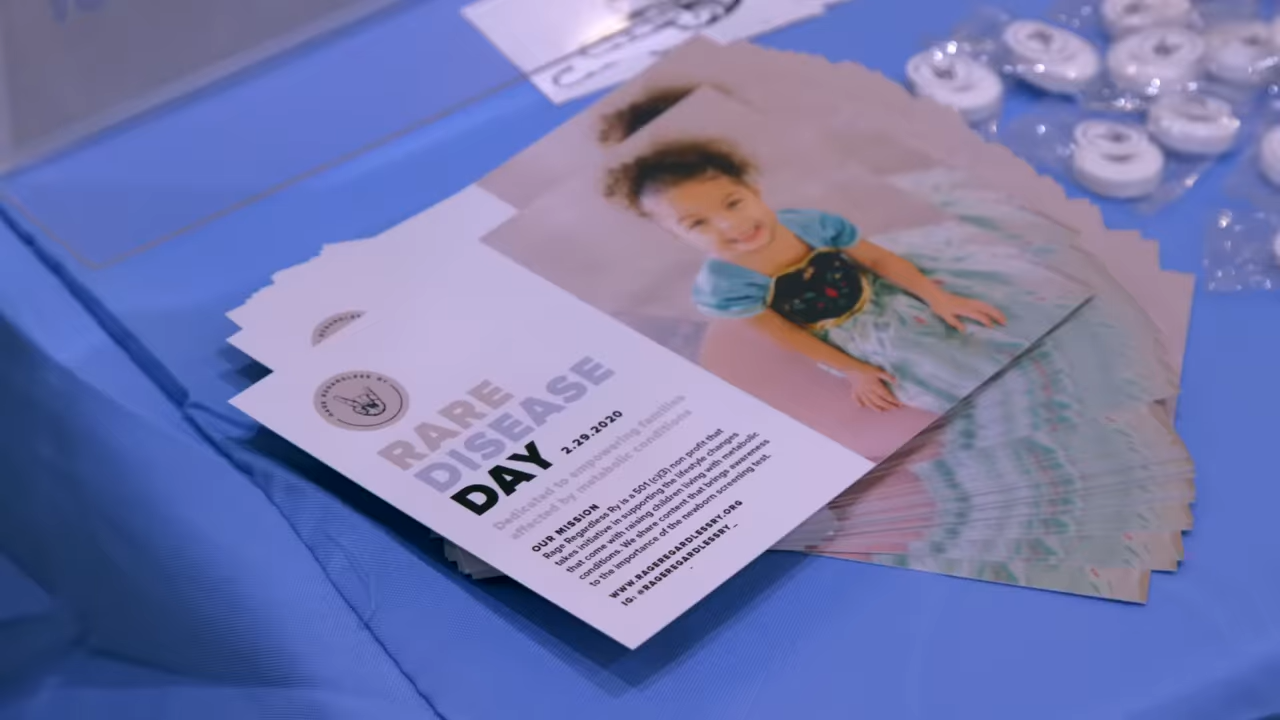 RARE
DISEASE
DAY 2.29.2020
Dedicated to empowering families
affected by metabolic conditions
OUR MISSION
Rage Regardless Ry is a 501 (c)(3) non profit that
takes initiative in supporting the lifestyle changes
that come with raising children living with metabolic
conditions. We share content that brings awareness
to the importance of the newborn screening test.
WWW.RAGEREGARDLESSRY.ORG
IG: @RAGEREGARDLESSRY_